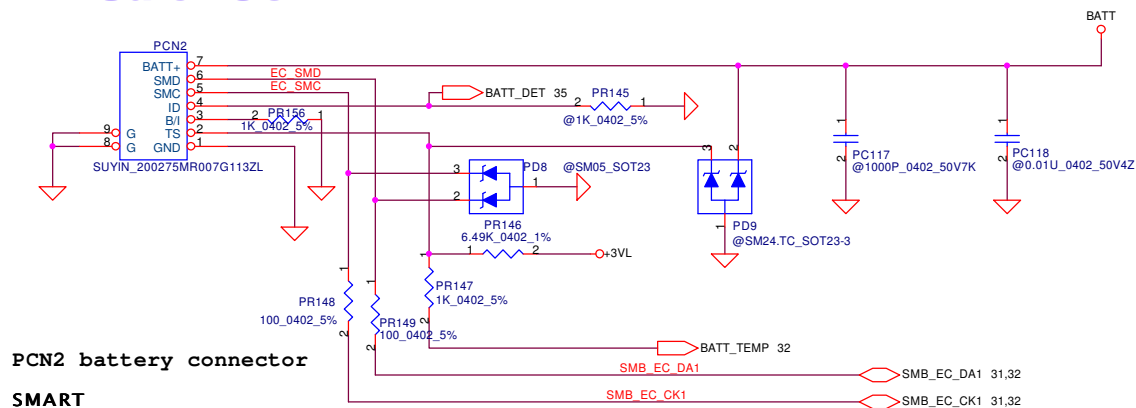 BATT
PCN2
BATT+ 7
SMD 6 EC_SMD
SMC 5 EC_SMC
ID 4
B/I 3
TS 2
GND 1
9 G
8 G
SUYIN_200275MR007G113ZL
2 PR156 1
1K_0402_5%
BATT_DET 35
2 PR145 1
@1K_0402_5%
3 PD8 @SM05_SOT23
2 1
3 2
PD9
1 @SM24.TC_SOT23-3
1
PC117
2 @1000P_0402_50V7K
1
PC118
2 @0.01U_0402_50V4Z
PR146
6.49K_0402_1%
1 2 +3VL
1
PR147
1K_0402_5%
2
1
PR148
100_0402_5%
2
1
PR149
100_0402_5%
2
BATT_TEMP 32
SMB_EC_DA1 SMB_EC_DA1 31,32
SMB_EC_CK1 SMB_EC_CK1 31,32
PCN2 battery connector
SMART